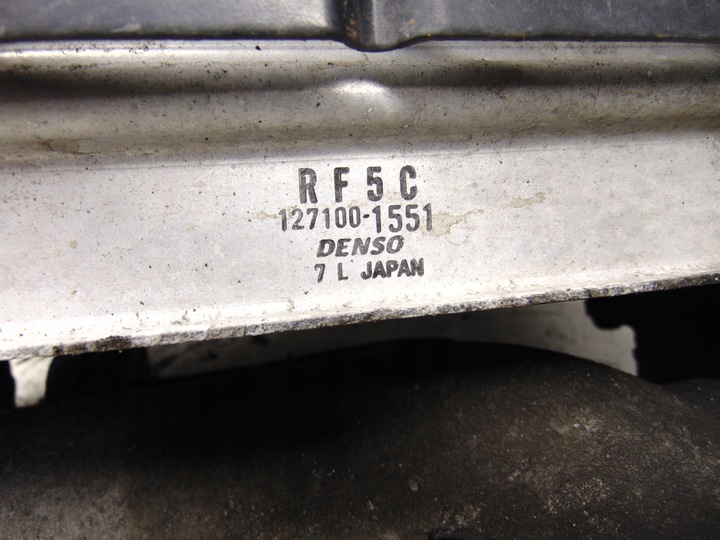 RF5C
127100-1551
DENSO
7 L JAPAN